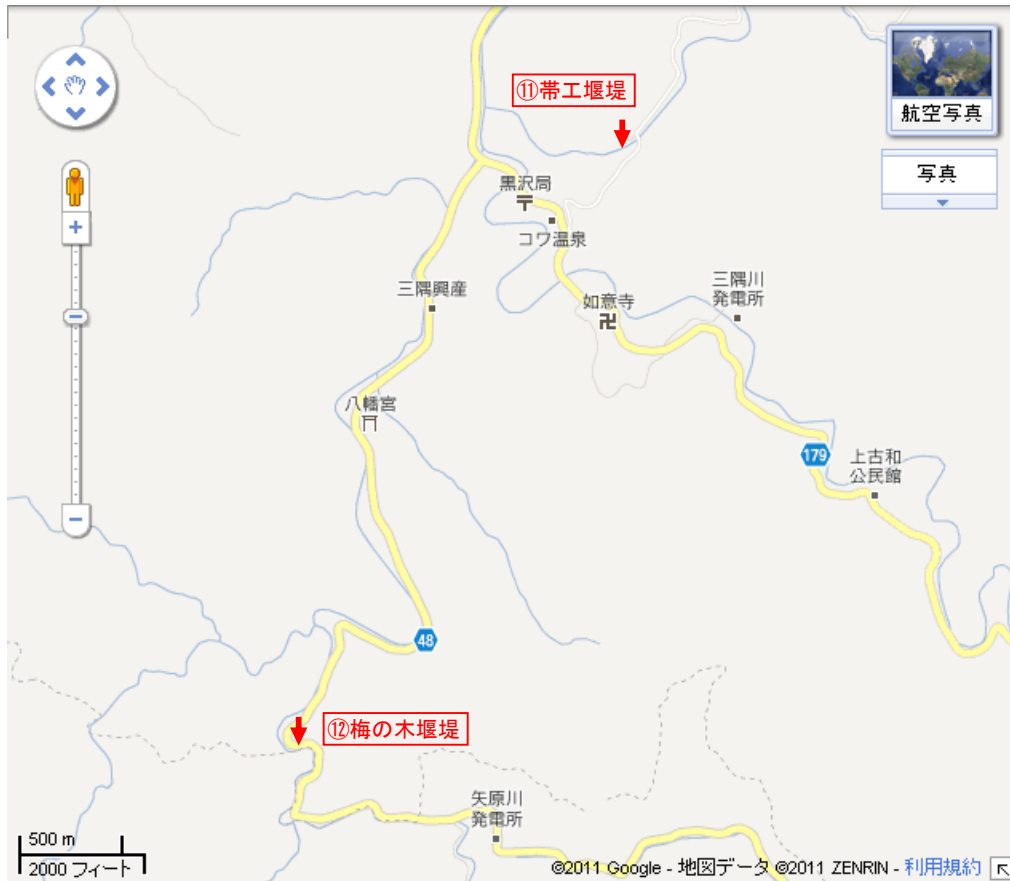 ⑪帯工堰堤
航空写真
写真
黒沢局
コワ温泉
三隅川
発電所
三隅興産
如意寺
八幡宮
179
上古和
公民館
48
⑫梅の木堰堤
矢原川
発電所
500 m
2000 フィート
©2011 Google - 地図データ ©2011 ZENRIN - 利用規約